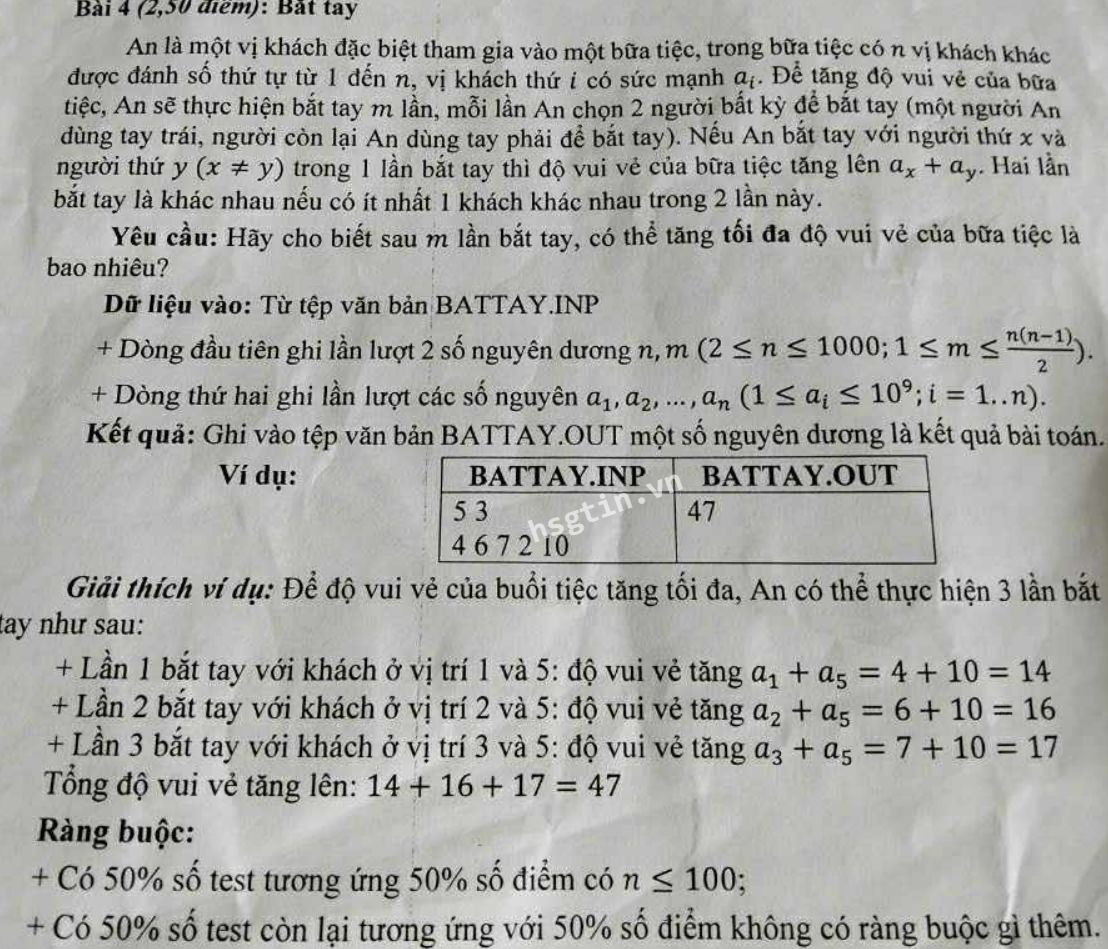 Bài 4 (2,50 điểm): Bắt tay
An là một vị khách đặc biệt tham gia vào một bữa tiệc, trong bữa tiệc có n vị khách khác
được đánh số thứ tự từ 1 đến n, vị khách thứ i có sức mạnh aᵢ. Để tăng độ vui vẻ của bữa
tiệc, An sẽ thực hiện bắt tay m lần, mỗi lần An chọn 2 người bất kỳ để bắt tay (một người An
dùng tay trái, người còn lại An dùng tay phải để bắt tay). Nếu An bắt tay với người thứ x và
người thứ y (x ≠ y) trong 1 lần bắt tay thì độ vui vẻ của bữa tiệc tăng lên aₓ + a_y. Hai lần
bắt tay là khác nhau nếu có ít nhất 1 khách khác nhau trong 2 lần này.
Yêu cầu: Hãy cho biết sau m lần bắt tay, có thể tăng tối đa độ vui vẻ của bữa tiệc là
bao nhiêu?
Dữ liệu vào: Từ tệp văn bản BATTAY.INP
+ Dòng đầu tiên ghi lần lượt 2 số nguyên dương n, m (2 ≤ n ≤ 1000; 1 ≤ m ≤ n(n−1)/2).
+ Dòng thứ hai ghi lần lượt các số nguyên a₁, a₂, ..., aₙ (1 ≤ aᵢ ≤ 10⁹; i = 1..n).
Kết quả: Ghi vào tệp văn bản BATTAY.OUT một số nguyên dương là kết quả bài toán.
Ví dụ:
BATTAY.INP BATTAY.OUT
5 3 47
4 6 7 2 10
hsgtin.vn
Giải thích ví dụ: Để độ vui vẻ của buổi tiệc tăng tối đa, An có thể thực hiện 3 lần bắt
tay như sau:
+ Lần 1 bắt tay với khách ở vị trí 1 và 5: độ vui vẻ tăng a₁ + a₅ = 4 + 10 = 14
+ Lần 2 bắt tay với khách ở vị trí 2 và 5: độ vui vẻ tăng a₂ + a₅ = 6 + 10 = 16
+ Lần 3 bắt tay với khách ở vị trí 3 và 5: độ vui vẻ tăng a₃ + a₅ = 7 + 10 = 17
Tổng độ vui vẻ tăng lên: 14 + 16 + 17 = 47
Ràng buộc:
+ Có 50% số test tương ứng 50% số điểm có n ≤ 100;
+ Có 50% số test còn lại tương ứng với 50% số điểm không có ràng buộc gì thêm.